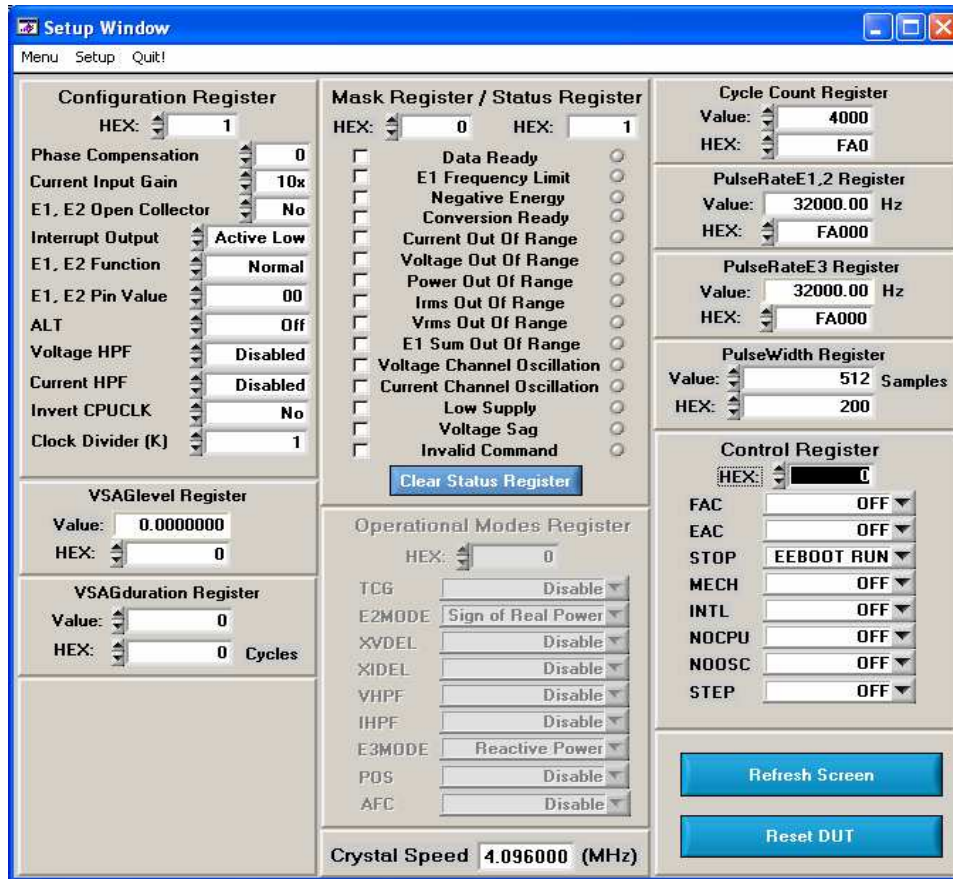 Setup Window
Menu Setup Quit!
Configuration Register
HEX: 1
Phase Compensation 0
Current Input Gain 10x
E1, E2 Open Collector No
Interrupt Output Active Low
E1, E2 Function Normal
E1, E2 Pin Value 00
ALT Off
Voltage HPF Disabled
Current HPF Disabled
Invert CPUCLK No
Clock Divider (K) 1
VSAGlevel Register
Value: 0.0000000
HEX: 0
VSAGduration Register
Value: 0
HEX: 0 Cycles
Mask Register / Status Register
HEX: 0 HEX: 1
Data Ready
E1 Frequency Limit
Negative Energy
Conversion Ready
Current Out Of Range
Voltage Out Of Range
Power Out Of Range
Irms Out Of Range
Vrms Out Of Range
E1 Sum Out Of Range
Voltage Channel Oscillation
Current Channel Oscillation
Low Supply
Voltage Sag
Invalid Command
Clear Status Register
Operational Modes Register
HEX: 0
TCG Disable
E2MODE Sign of Real Power
XVDEL Disable
XIDEL Disable
VHPF Disable
IHPF Disable
E3MODE Reactive Power
POS Disable
AFC Disable
Crystal Speed 4.096000 (MHz)
Cycle Count Register
Value: 4000
HEX: FA0
PulseRateE1,2 Register
Value: 32000.00 Hz
HEX: FA000
PulseRateE3 Register
Value: 32000.00 Hz
HEX: FA000
PulseWidth Register
Value: 512 Samples
HEX: 200
Control Register
HEX: 0
FAC OFF
EAC OFF
STOP EEBOOT RUN
MECH OFF
INTL OFF
NOCPU OFF
NOOSC OFF
STEP OFF
Refresh Screen
Reset DUT